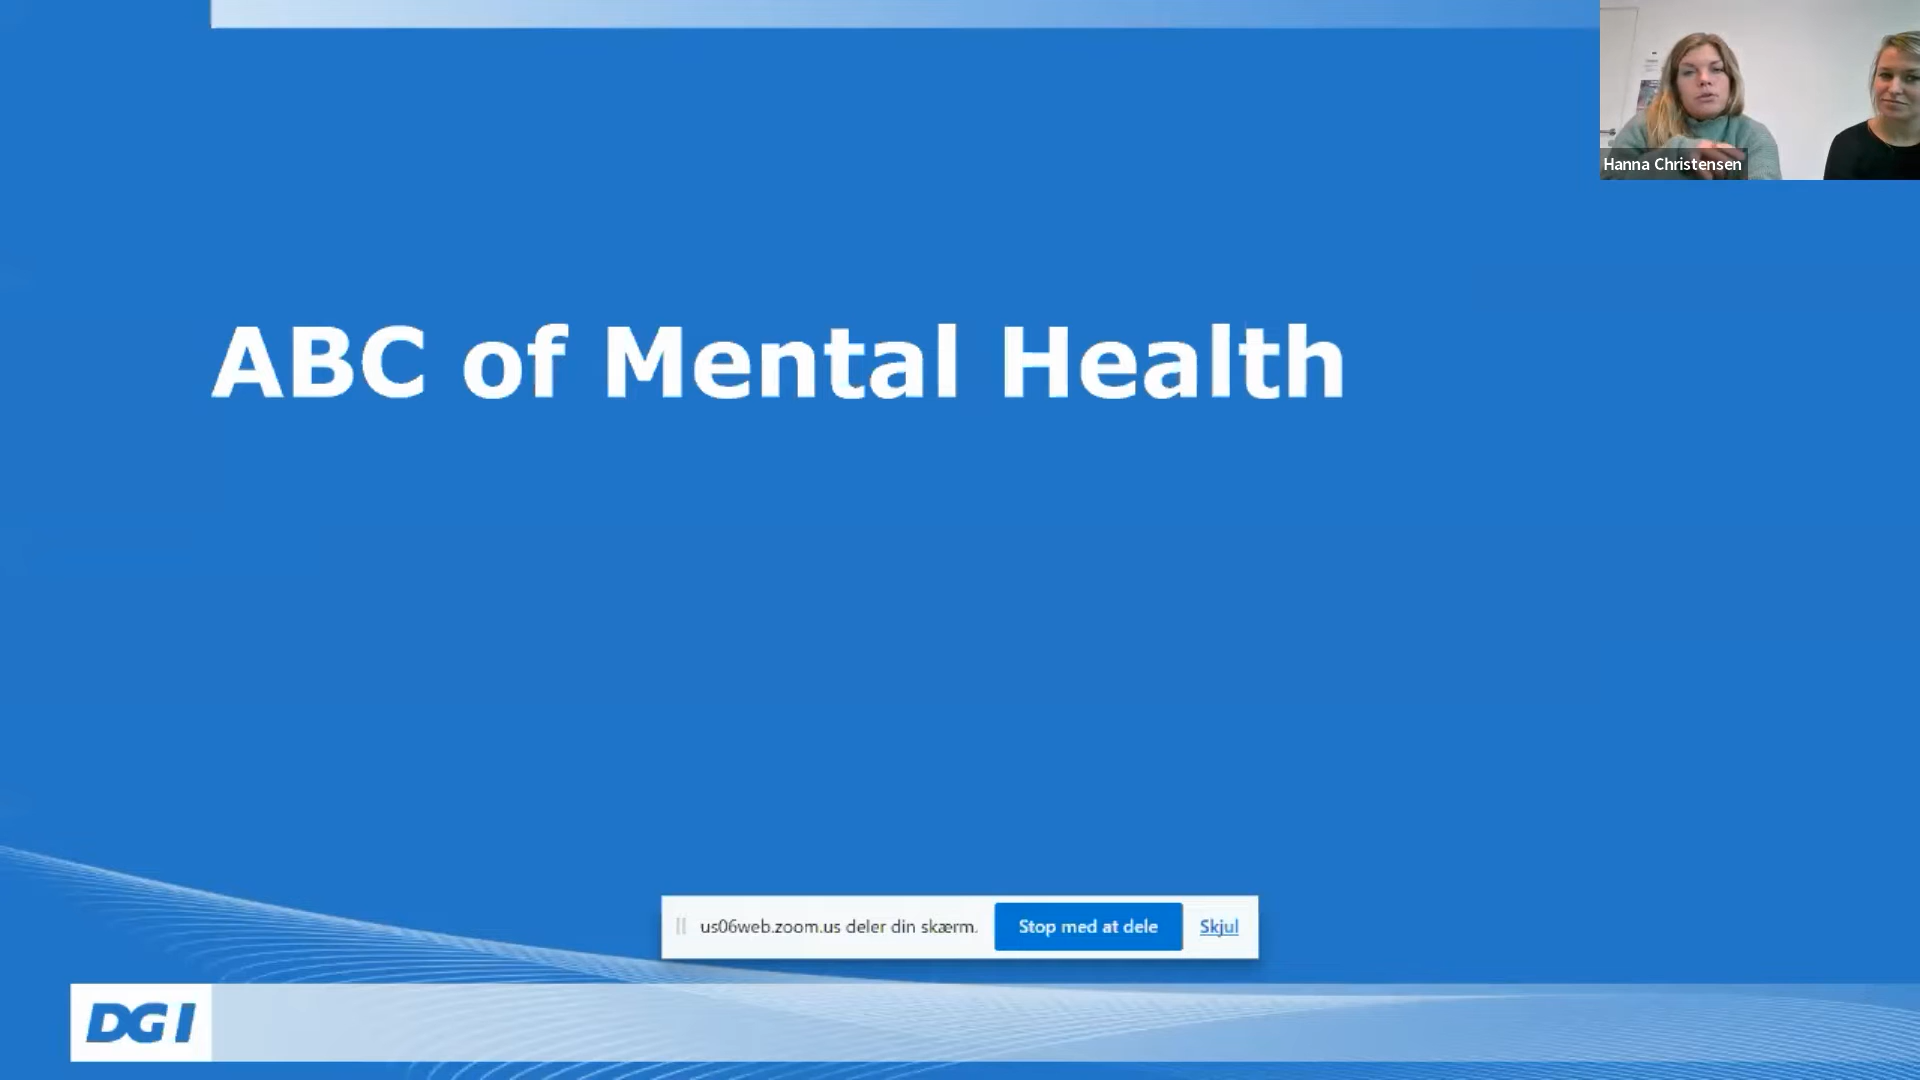 Hanna Christensen
ABC of Mental Health
us06web.zoom.us deler din skærm. Stop med at dele Skjul
DGI